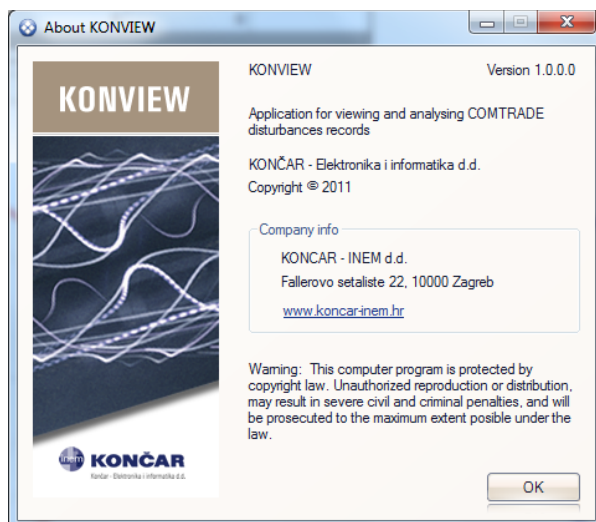 About KONVIEW
KONVIEW
KONVIEW
Version 1.0.0.0
Application for viewing and analysing COMTRADE
disturbances records
KONČAR - Elektronika i informatika d.d.
Copyright © 2011
Company info
KONCAR - INEM d.d.
Fallerovo setaliste 22, 10000 Zagreb
www.koncar-inem.hr
Warning: This computer program is protected by
copyright law. Unauthorized reproduction or distribution,
may result in severe civil and criminal penalties, and will
be prosecuted to the maximum extent posible under the
law.
inem KONČAR
Končar - Elektronika i informatika d.d.
OK